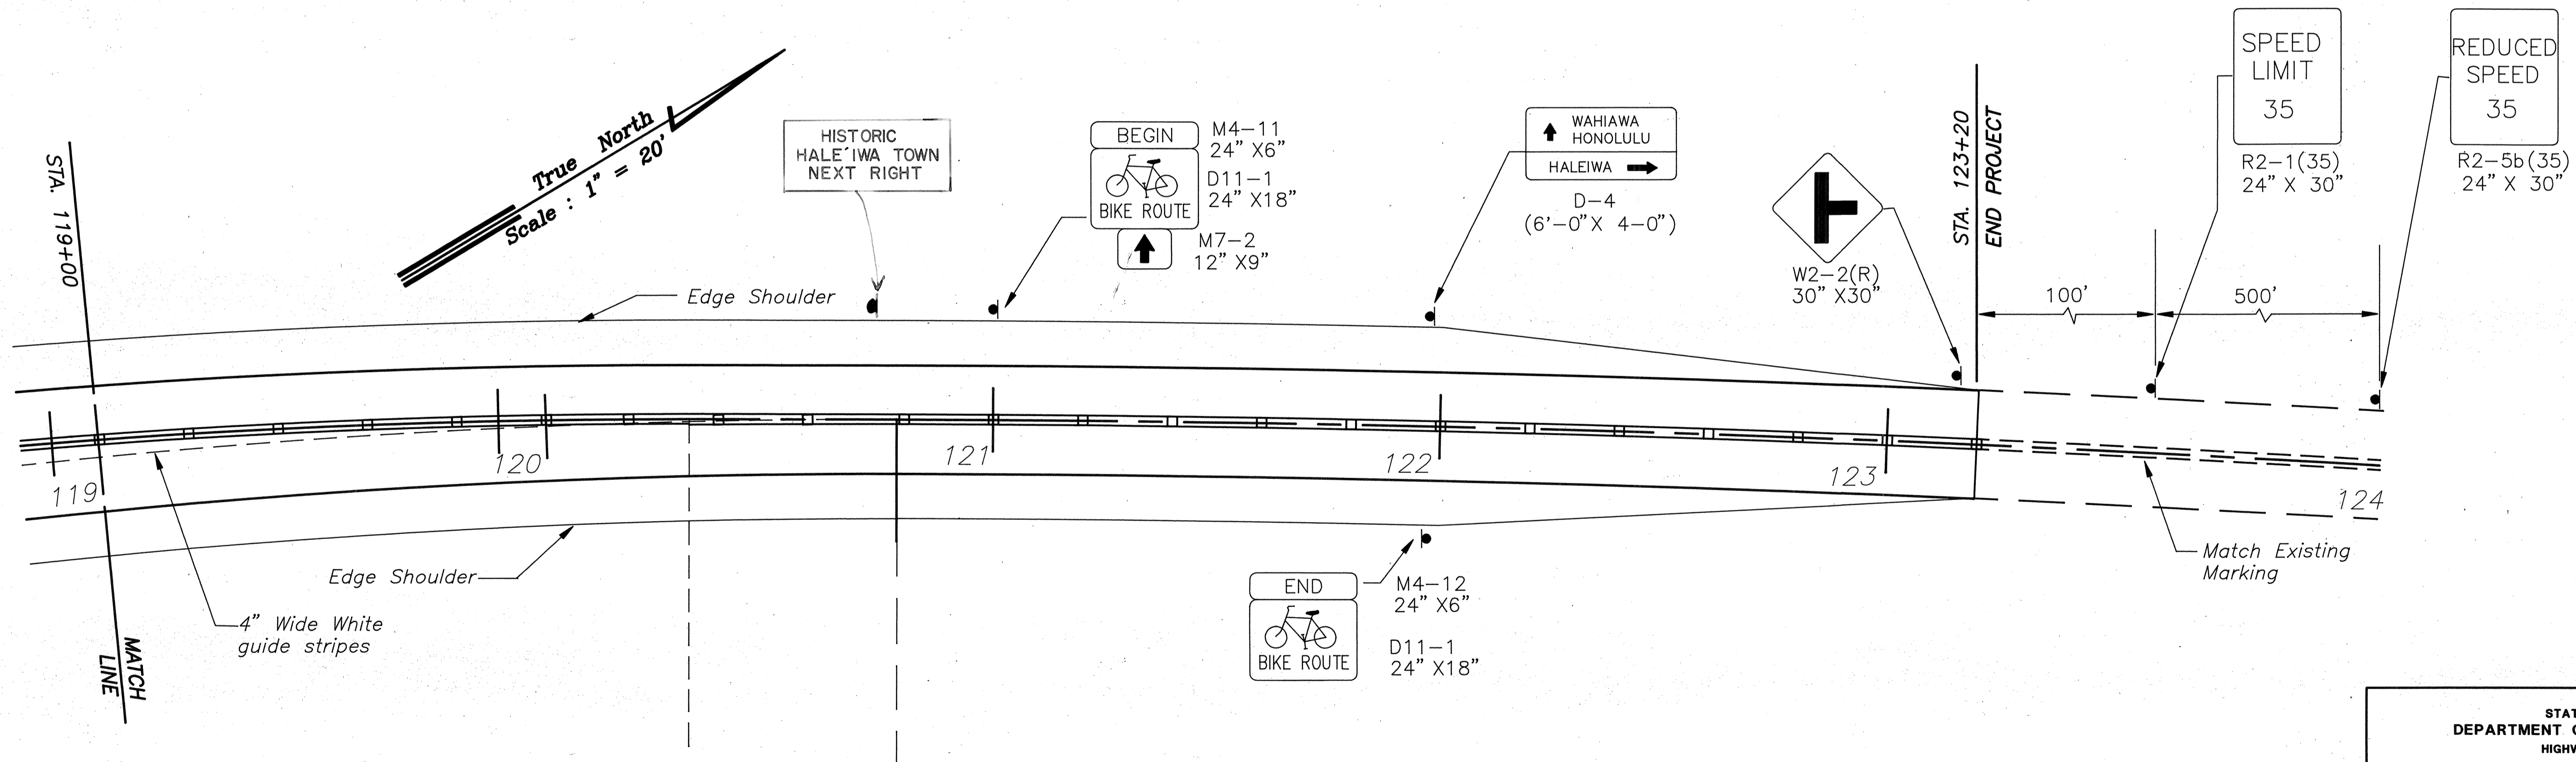 STA. 119+00
MATCH
LINE
True North
Scale : 1" = 20'
HISTORIC
HALE'IWA TOWN
NEXT RIGHT
BEGIN
BIKE ROUTE
M4-11
24" X6"
D11-1
24" X18"
M7-2
12" X9"
WAHIAWA
HONOLULU
HALEIWA
D-4
(6'-0"X 4-0")
W2-2(R)
30" X30"
STA. 123+20
END PROJECT
SPEED
LIMIT
35
R2-1(35)
24" X 30"
REDUCED
SPEED
35
R2-5b(35)
24" X 30"
100'
500'
Edge Shoulder
119
120
121
122
123
124
Edge Shoulder
4" Wide White
guide stripes
END
BIKE ROUTE
M4-12
24" X6"
D11-1
24" X18"
Match Existing
Marking
STAT
DEPARTMENT
HIGHW